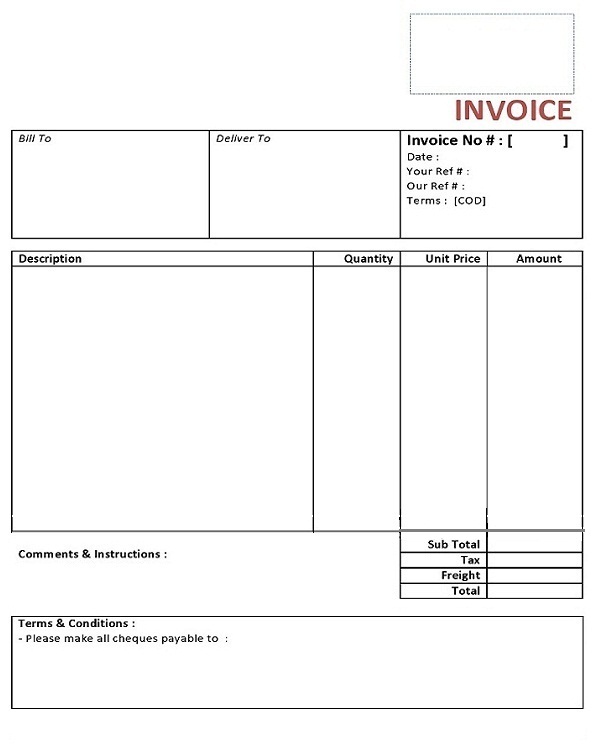 INVOICE
Bill To
Deliver To
Invoice No # : [ ]
Date :
Your Ref # :
Our Ref # :
Terms : [COD]
Description Quantity Unit Price Amount
Sub Total
Comments & Instructions :
Tax
Freight
Total
Terms & Conditions :
- Please make all cheques payable to :